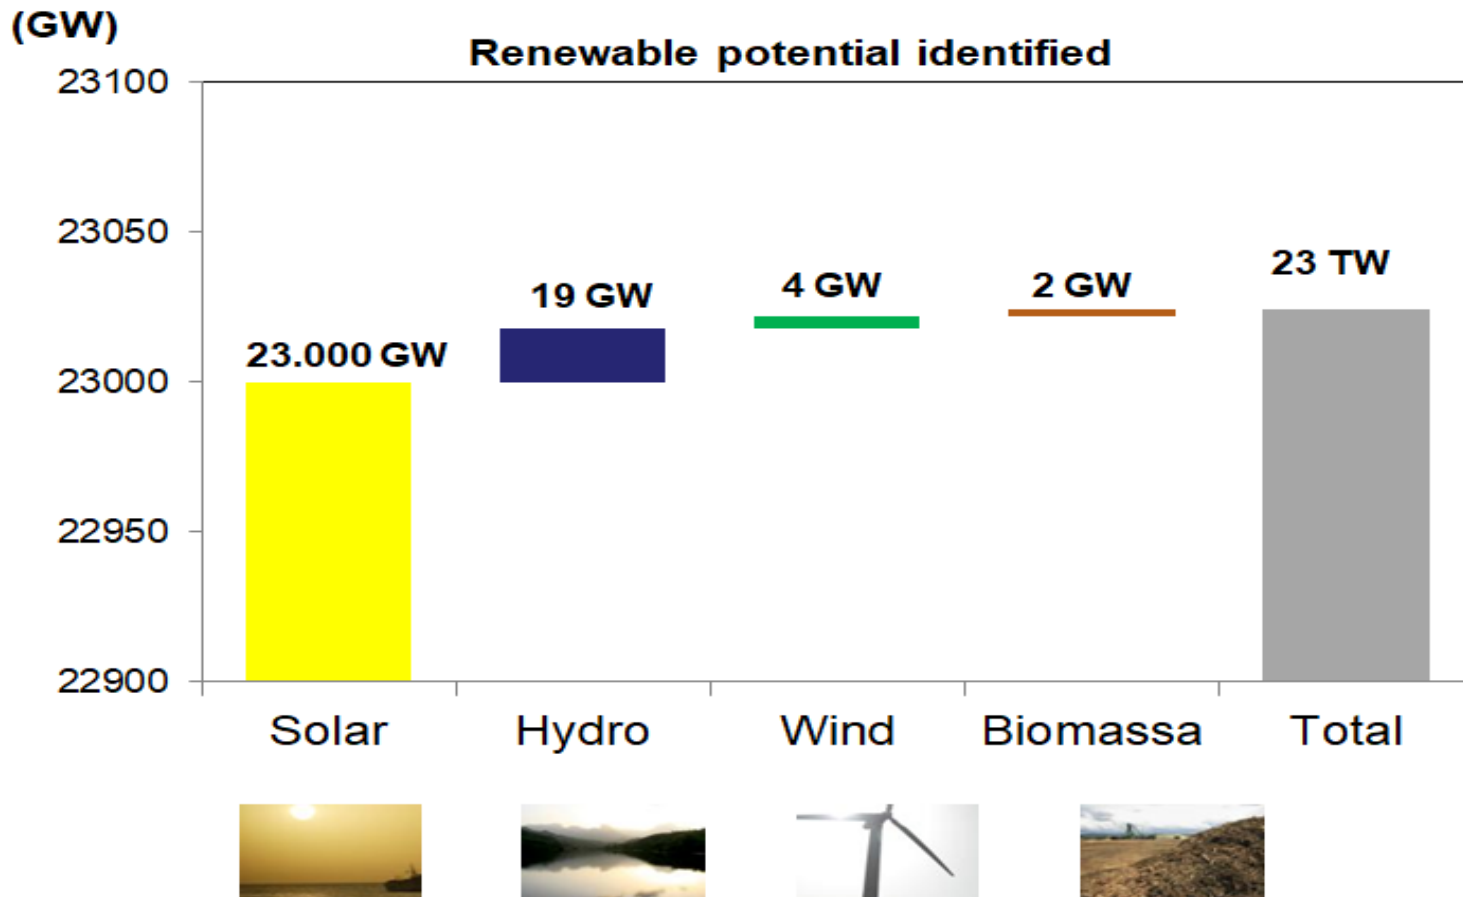 (GW)
Renewable potential identified
23100
23050
23000
22950
22900
23.000 GW
19 GW
4 GW
2 GW
23 TW
Solar
Hydro
Wind
Biomassa
Total